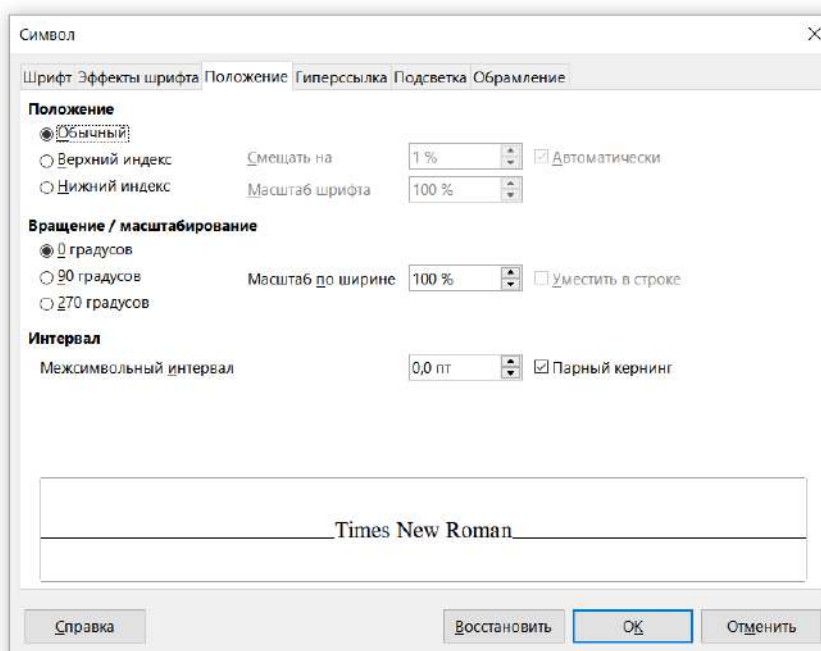 Символ
Шрифт Эффекты шрифта Положение Гиперссылка Подсветка Обрамление
Положение
Обычный
Верхний индекс Смещать на 1 % Автоматически
Нижний индекс Масштаб шрифта 100 %
Вращение / масштабирование
0 градусов
90 градусов Масштаб по ширине 100 % Уместить в строке
270 градусов
Интервал
Межсимвольный интервал 0,0 пт Парный кернинг
Times New Roman
Справка Восстановить ОК Отменить